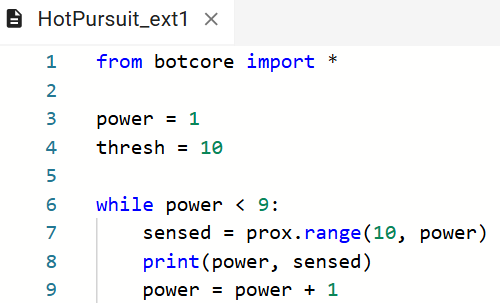 HotPursuit_ext1 ×
1 from botcore import *
2
3 power = 1
4 thresh = 10
5
6 while power < 9:
7     sensed = prox.range(10, power)
8     print(power, sensed)
9     power = power + 1